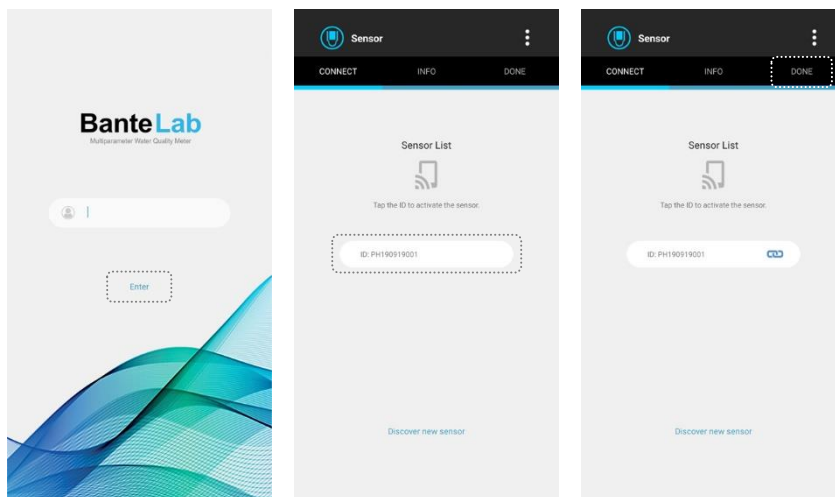 BanteLab
Multiparameter Water Quality Meter
Enter
Sensor
CONNECT INFO DONE
Sensor List
Tap the ID to activate the sensor.
ID: PH190919001
Discover new sensor
Sensor
CONNECT INFO DONE
Sensor List
Tap the ID to activate the sensor.
ID: PH190919001
Discover new sensor